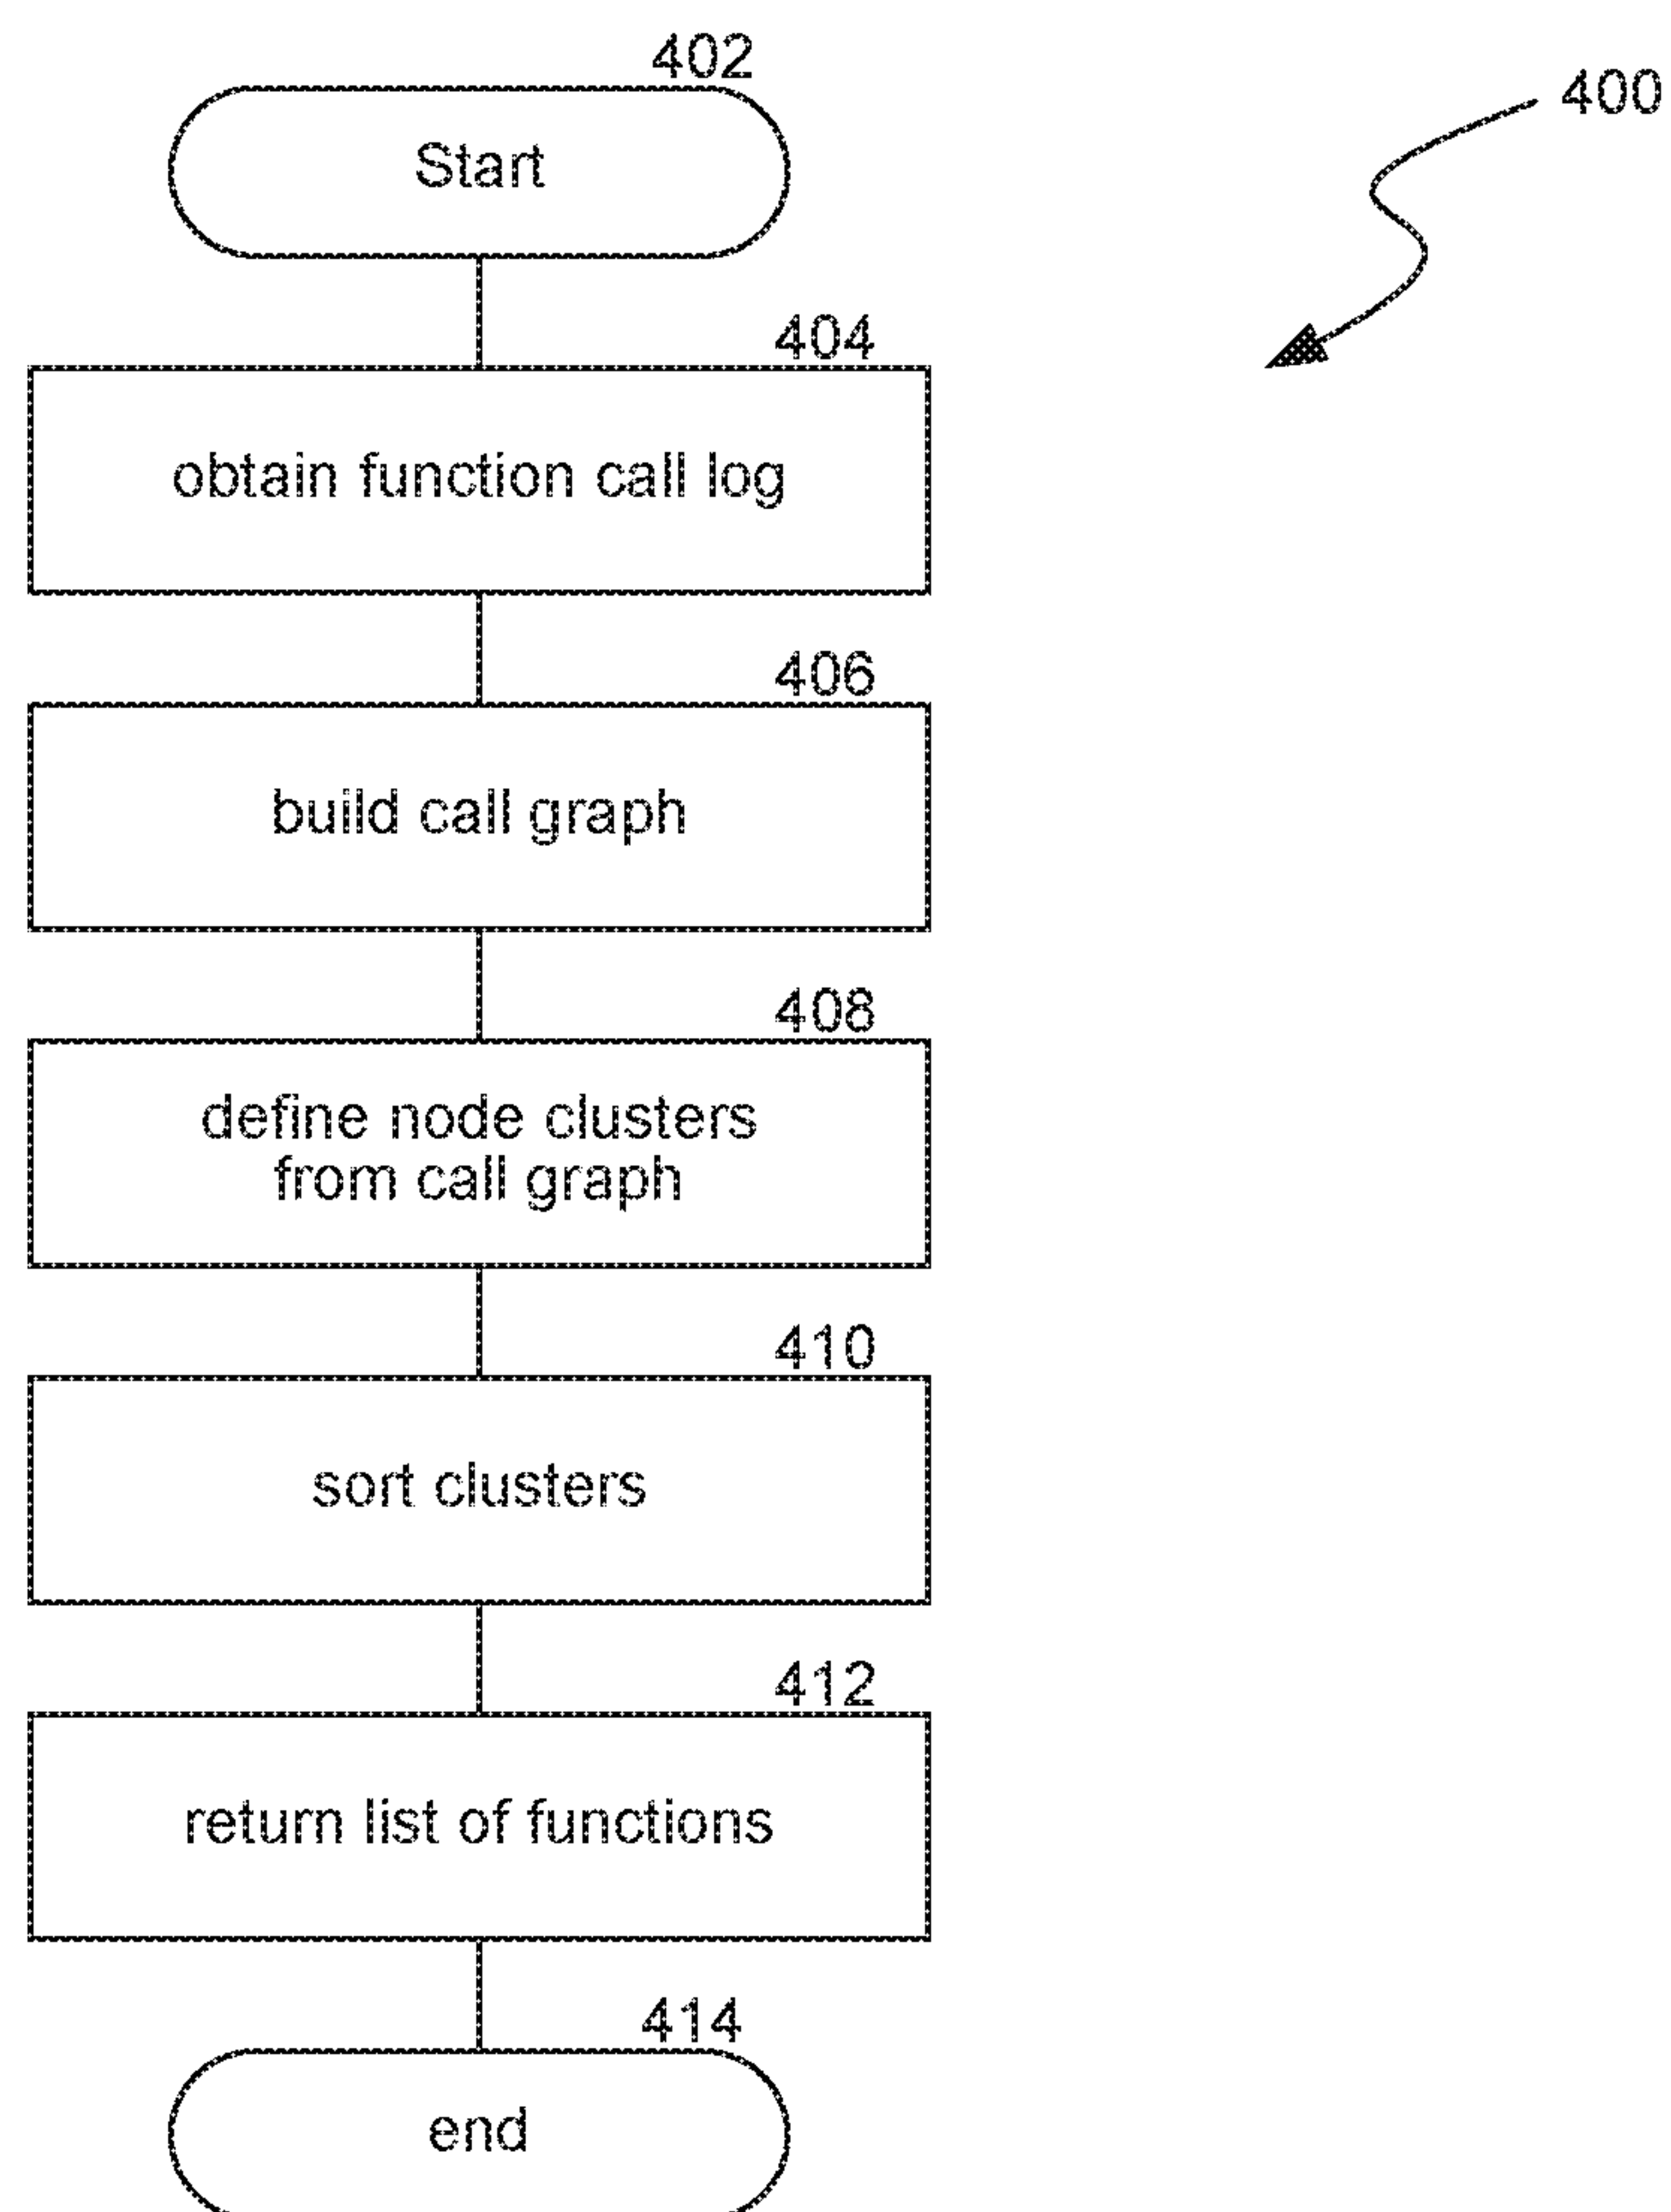 402
400
Start
404
obtain function call log
406
build call graph
408
define node clusters
from call graph
410
sort clusters
412
return list of functions
414
end